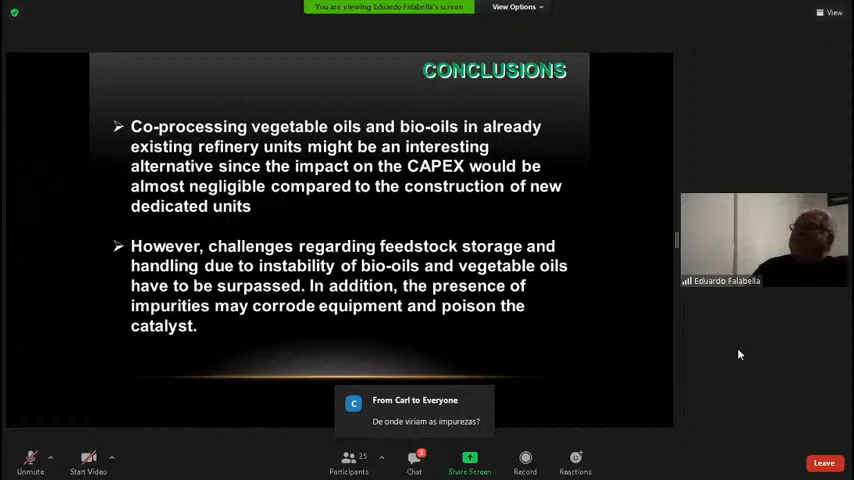 You are viewing Eduardo Falabella's screen
View Options
View
CONCLUSIONS
Co-processing vegetable oils and bio-oils in already
existing refinery units might be an interesting
alternative since the impact on the CAPEX would be
almost negligible compared to the construction of new
dedicated units
However, challenges regarding feedstock storage and
handling due to instability of bio-oils and vegetable oils
have to be surpassed. In addition, the presence of
impurities may corrode equipment and poison the
catalyst.
Eduardo Falabella
C
From Carl to Everyone
De onde viriam as impurezas?
Unmute
Start Video
Participants
25
Chat
3
Share Screen
Record
Reactions
Leave